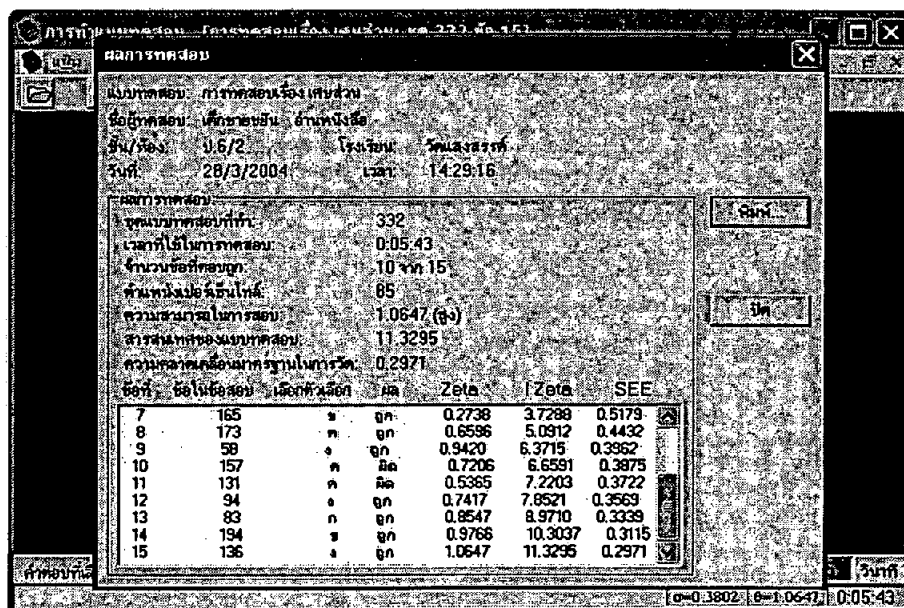 ผลการทดสอบ
แบบทดสอบ: การทดสอบเรื่อง เศษส่วน
ชื่อผู้ทดสอบ: เด็กชายขยัน อ่านหนังสือ
ชั้น/ห้อง: ป.6/2 โรงเรียน: วัดแสงสรรค์
วันที่: 28/3/2004 เวลา: 14:29:16
ผลการทดสอบ:
ชุดแบบทดสอบที่ทำ: 332
เวลาที่ใช้ในการทดสอบ: 0:05:43
จำนวนข้อที่ตอบถูก: 10 จาก 15
ตำแหน่งเปอร์เซ็นไทล์: 85
ความสามารถในการสอบ: 1.0647 (สูง)
สารสนเทศของแบบทดสอบ: 11.3295
ความคลาดเคลื่อนมาตรฐานในการวัด: 0.2971
พิมพ์...
ปิด
ข้อที่ ข้อในข้อสอบ เลือกตัวเลือก ผล Zeta I Zeta SEE
7 165 ข ถูก 0.2738 3.7288 0.5179
8 173 ค ถูก 0.6596 5.0912 0.4432
9 58 ง ถูก 0.9420 6.3715 0.3962
10 157 ค ผิด 0.7206 6.6591 0.3875
11 131 ค ผิด 0.5365 7.2203 0.3722
12 94 ง ถูก 0.7417 7.8521 0.3569
13 83 ก ถูก 0.8547 8.9710 0.3339
14 194 ข ถูก 0.9766 10.3037 0.3115
15 136 ง ถูก 1.0647 11.3295 0.2971
วินาที
σ=0.3802 θ=1.0647 0:05:43